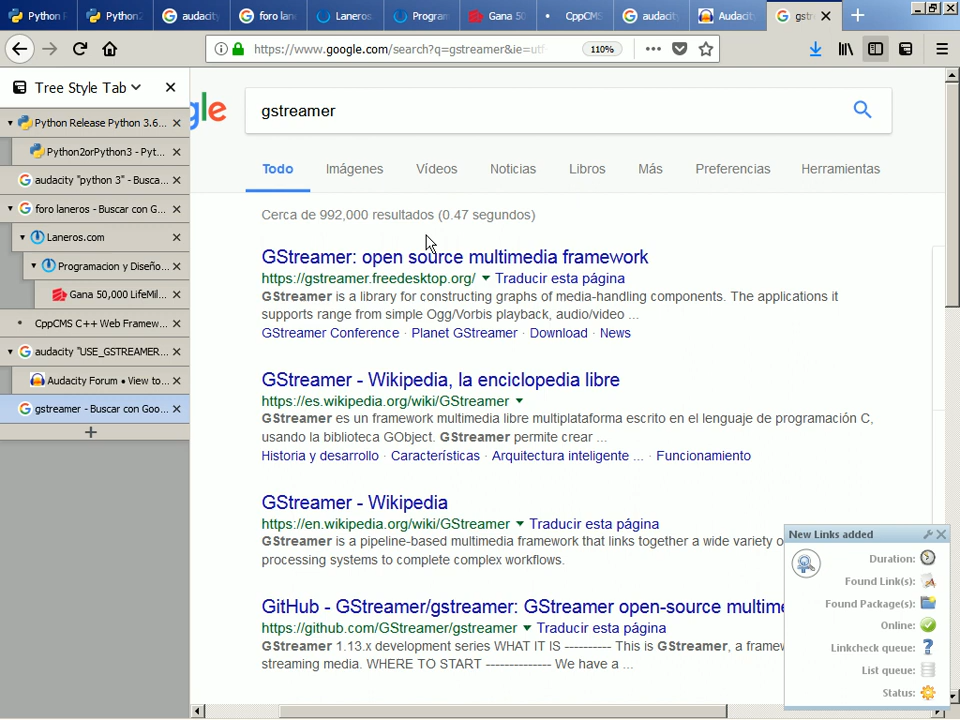 Python R
Python2
audacity
foro lan
Laneros
Progran
Gana 50
CppCMS
audacity
Audaci
gst
https://www.google.com/search?q=gstreamer&ie=utf
110%
Tree Style Tab
Python Release Python 3.6...
Python2orPython3 - Pyt...
audacity "python 3" - Busca...
foro laneros - Buscar con G...
Laneros.com
Programacion y Diseño...
Gana 50,000 LifeMil...
CppCMS C++ Web Framew...
audacity "USE_GSTREAMER...
Audacity Forum • View to...
gstreamer - Buscar con Goo...
gle
gstreamer
Todo Imágenes Vídeos Noticias Libros Más Preferencias Herramientas
Cerca de 992,000 resultados (0.47 segundos)
GStreamer: open source multimedia framework
https://gstreamer.freedesktop.org/ Traducir esta página
GStreamer is a library for constructing graphs of media-handling components. The applications it
supports range from simple Ogg/Vorbis playback, audio/video ...
GStreamer Conference · Planet GStreamer · Download · News
GStreamer - Wikipedia, la enciclopedia libre
https://es.wikipedia.org/wiki/GStreamer
GStreamer es un framework multimedia libre multiplataforma escrito en el lenguaje de programación C,
usando la biblioteca GObject. GStreamer permite crear ...
Historia y desarrollo · Características · Arquitectura inteligente ... · Funcionamiento
GStreamer - Wikipedia
https://en.wikipedia.org/wiki/GStreamer Traducir esta página
GStreamer is a pipeline-based multimedia framework that links together a wide variety o
processing systems to complete complex workflows.
GitHub - GStreamer/gstreamer: GStreamer open-source multime
https://github.com/GStreamer/gstreamer Traducir esta página
GStreamer 1.13.x development series WHAT IT IS ---------- This is GStreamer, a framew
streaming media. WHERE TO START --------------- We have a ...
New Links added
Duration:
Found Link(s):
Found Package(s):
Online:
Linkcheck queue:
List queue:
Status: